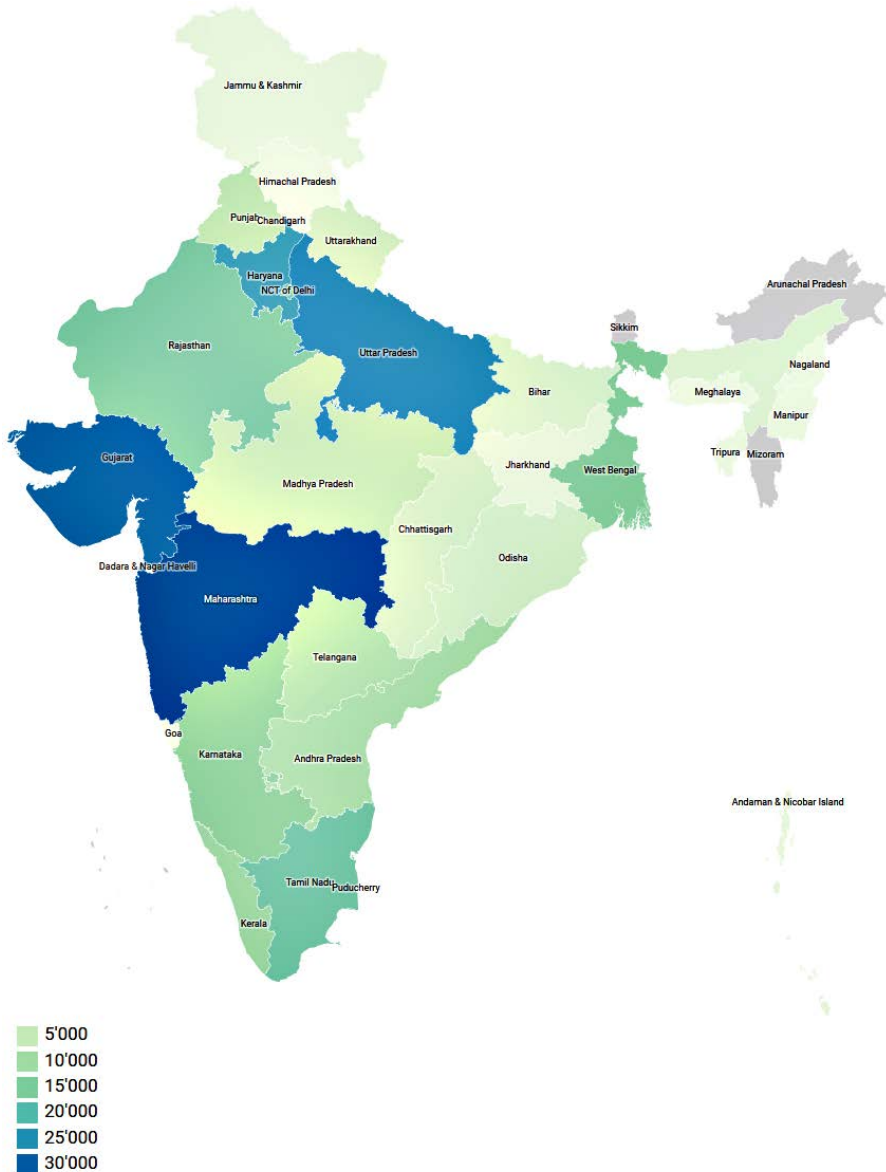 Jammu & Kashmir
Himachal Pradesh
Punjab
Chandigarh
Uttarakhand
Haryana
NCT of Delhi
Arunachal Pradesh
Sikkim
Rajasthan
Uttar Pradesh
Nagaland
Bihar
Meghalaya
Manipur
Gujarat
Jharkhand
West Bengal
Tripura
Mizoram
Madhya Pradesh
Chhattisgarh
Odisha
Dadara & Nagar Havelli
Maharashtra
Telangana
Goa
Karnataka
Andhra Pradesh
Andaman & Nicobar Island
Tamil Nadu
Puducherry
Kerala
5'000
10'000
15'000
20'000
25'000
30'000